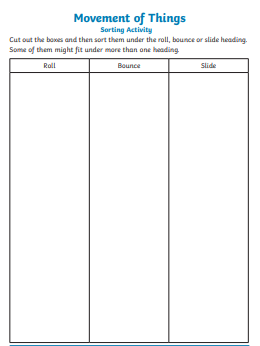 Movement of Things
Sorting Activity
Cut out the boxes and then sort them under the roll, bounce or slide heading.
Some of them might fit under more than one heading.
Roll
Bounce
Slide